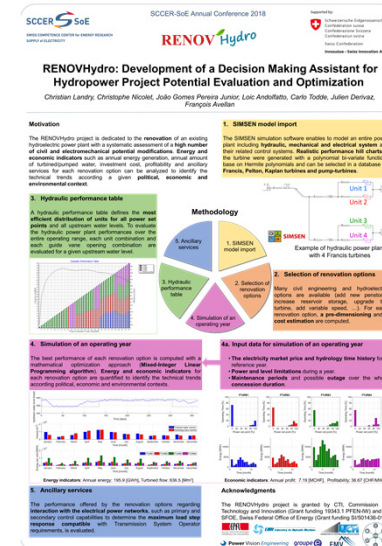 SCCER SoE
SWISS COMPETENCE CENTER for ENERGY RESEARCH
SUPPLY of ELECTRICITY
SCCER-SoE Annual Conference 2018
RENOVHydro
Supported by:
Schweizerische Eidgenossenschaft
Confédération suisse
Confederazione Svizzera
Confederaziun svizra
Swiss Confederation
Innosuisse – Swiss Innovation A
RENOVHydro: Development of a Decision Making Assistant for
Hydropower Project Potential Evaluation and Optimization
Christian Landry, Christophe Nicolet, João Gomes Pereira Junior, Loic Andolfatto, Carlo Todde, Julien Derivaz,
François Avellan
Motivation
The RENOVHydro project is dedicated to the renovation of an existing
hydroelectric power plant with a systematic assessment of a high number
of civil and electromechanical potential modifications. Energy and
economic indicators such as annual energy generation, annual amount
of turbined/pumped water, investment cost, profitability and ancillary
services for each renovation option can be analyzed to identify the
technical trends according a given political, economic and
environmental context.
1. SIMSEN model import
The SIMSEN simulation software enables to model an entire pow
plant including hydraulic, mechanical and electrical system a
their related control systems. Realistic performance hill charts
the turbine were generated with a polynomial bi-variate functio
base on Hermite polynomials and can be selected in a database
Francis, Pelton, Kaplan turbines and pump-turbines.
Unit 1
Unit 2
Unit 3
Unit 4
SIMSEN
Example of hydraulic power plan
with 4 Francis turbines
3. Hydraulic performance table
A hydraulic performance table defines the most
efficient distribution of units for all power set
points and all upstream water levels. To evaluate
the hydraulic power plant performances over the
entire operating range, each unit combination and
each guide vane opening combination are
evaluated for a given upstream water level.
Methodology
5. Ancillary
services
1. SIMSEN
model import
3. Hydraulic
performance
table
2. Selection of
renovation
options
4. Simulation of an
operating year
2. Selection of renovation options
Many civil engineering and hydroelect
options are available (add new pensto
increase reservoir storage, upgrade t
turbine, add variable speed, ...). For eac
renovation option, a pre-dimensioning and
cost estimation are computed.
4. Simulation of an operating year
The best performance of each renovation option is computed with a
mathematical optimization approach (Mixed-Integer Linear
Programming algorithm). Energy and economic indicators for
each renovation option are quantified to identify the technical trends
according political, economic and environmental contexts.
4a. Input data for simulation of an operating year
• The electricity market price and hydrology time history fo
reference year.
• Power and level limitations during a year.
• Maintenance periods and possible outage over the who
concession duration.
Energy indicators: Annual energy: 195.9 [GWh], Turbined flow: 936.3 [Mm³]
Economic indicators: Annual profit: 7.19 [MCHF], Profitability: 36.67 [CHF/MW
5. Ancillary services
The performance offered by the renovation options regarding
interaction with the electrical power networks, such as primary and
secondary control capabilities to determine the maximum load step
response compatible with Transmission System Operator
requirements, is evaluated.
Acknowledgments
The RENOVHydro project is granted by CTI, Commission
Technology and Innovation (Grant funding 19343.1 PFEN-IW) and
SFOE, Swiss Federal Office of Energy (Grant funding SI/501436-0
EPFL
Power Vision Engineering
groupe
FMV